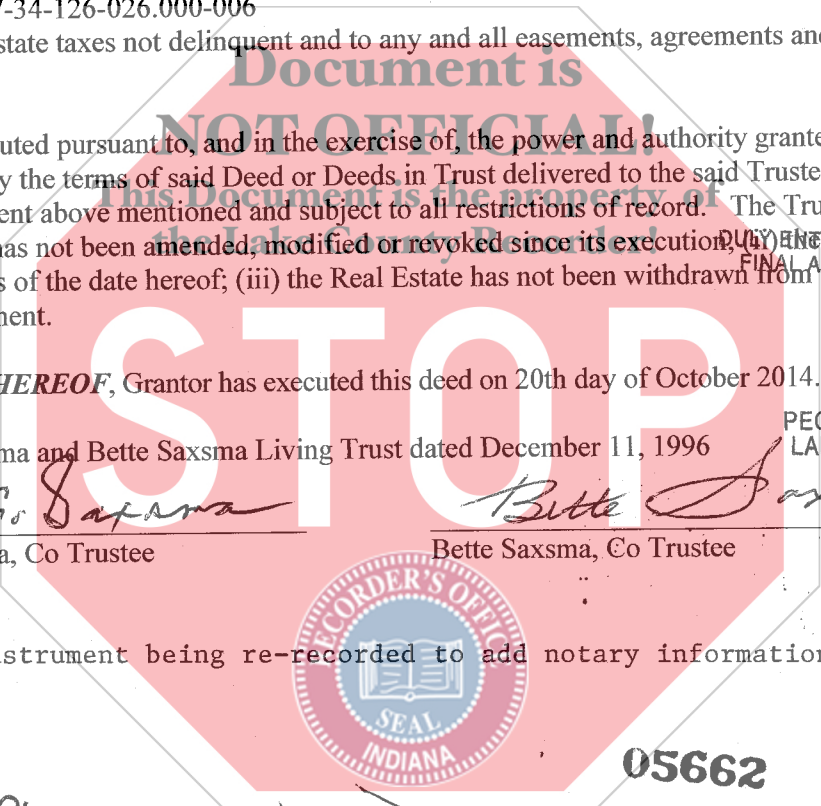 7-34-126-026.000-006
state taxes not delinquent and to any and all easements, agreements and
Document is
NOT OFFICIAL!
uted pursuant to, and in the exercise of, the power and authority grante
y the terms of said Deed or Deeds in Trust delivered to the said Truste
This Document is the property of
ent above mentioned and subject to all restrictions of record. The Tru
the Lake County Recorder!
as not been amended, modified or revoked since its execution; (ii) the
DULY ENT
FINAL A
s of the date hereof; (iii) the Real Estate has not been withdrawn from
ment.
STOP
HEREOF, Grantor has executed this deed on 20th day of October 2014.
PEG
LA
ma and Bette Saxsma Living Trust dated December 11, 1996
Saxsma
Bette Sax
a, Co Trustee
Bette Saxsma, Co Trustee
RECORDER'S OFFICE
strument being re-recorded to add notary information
SEAL
INDIANA
05662